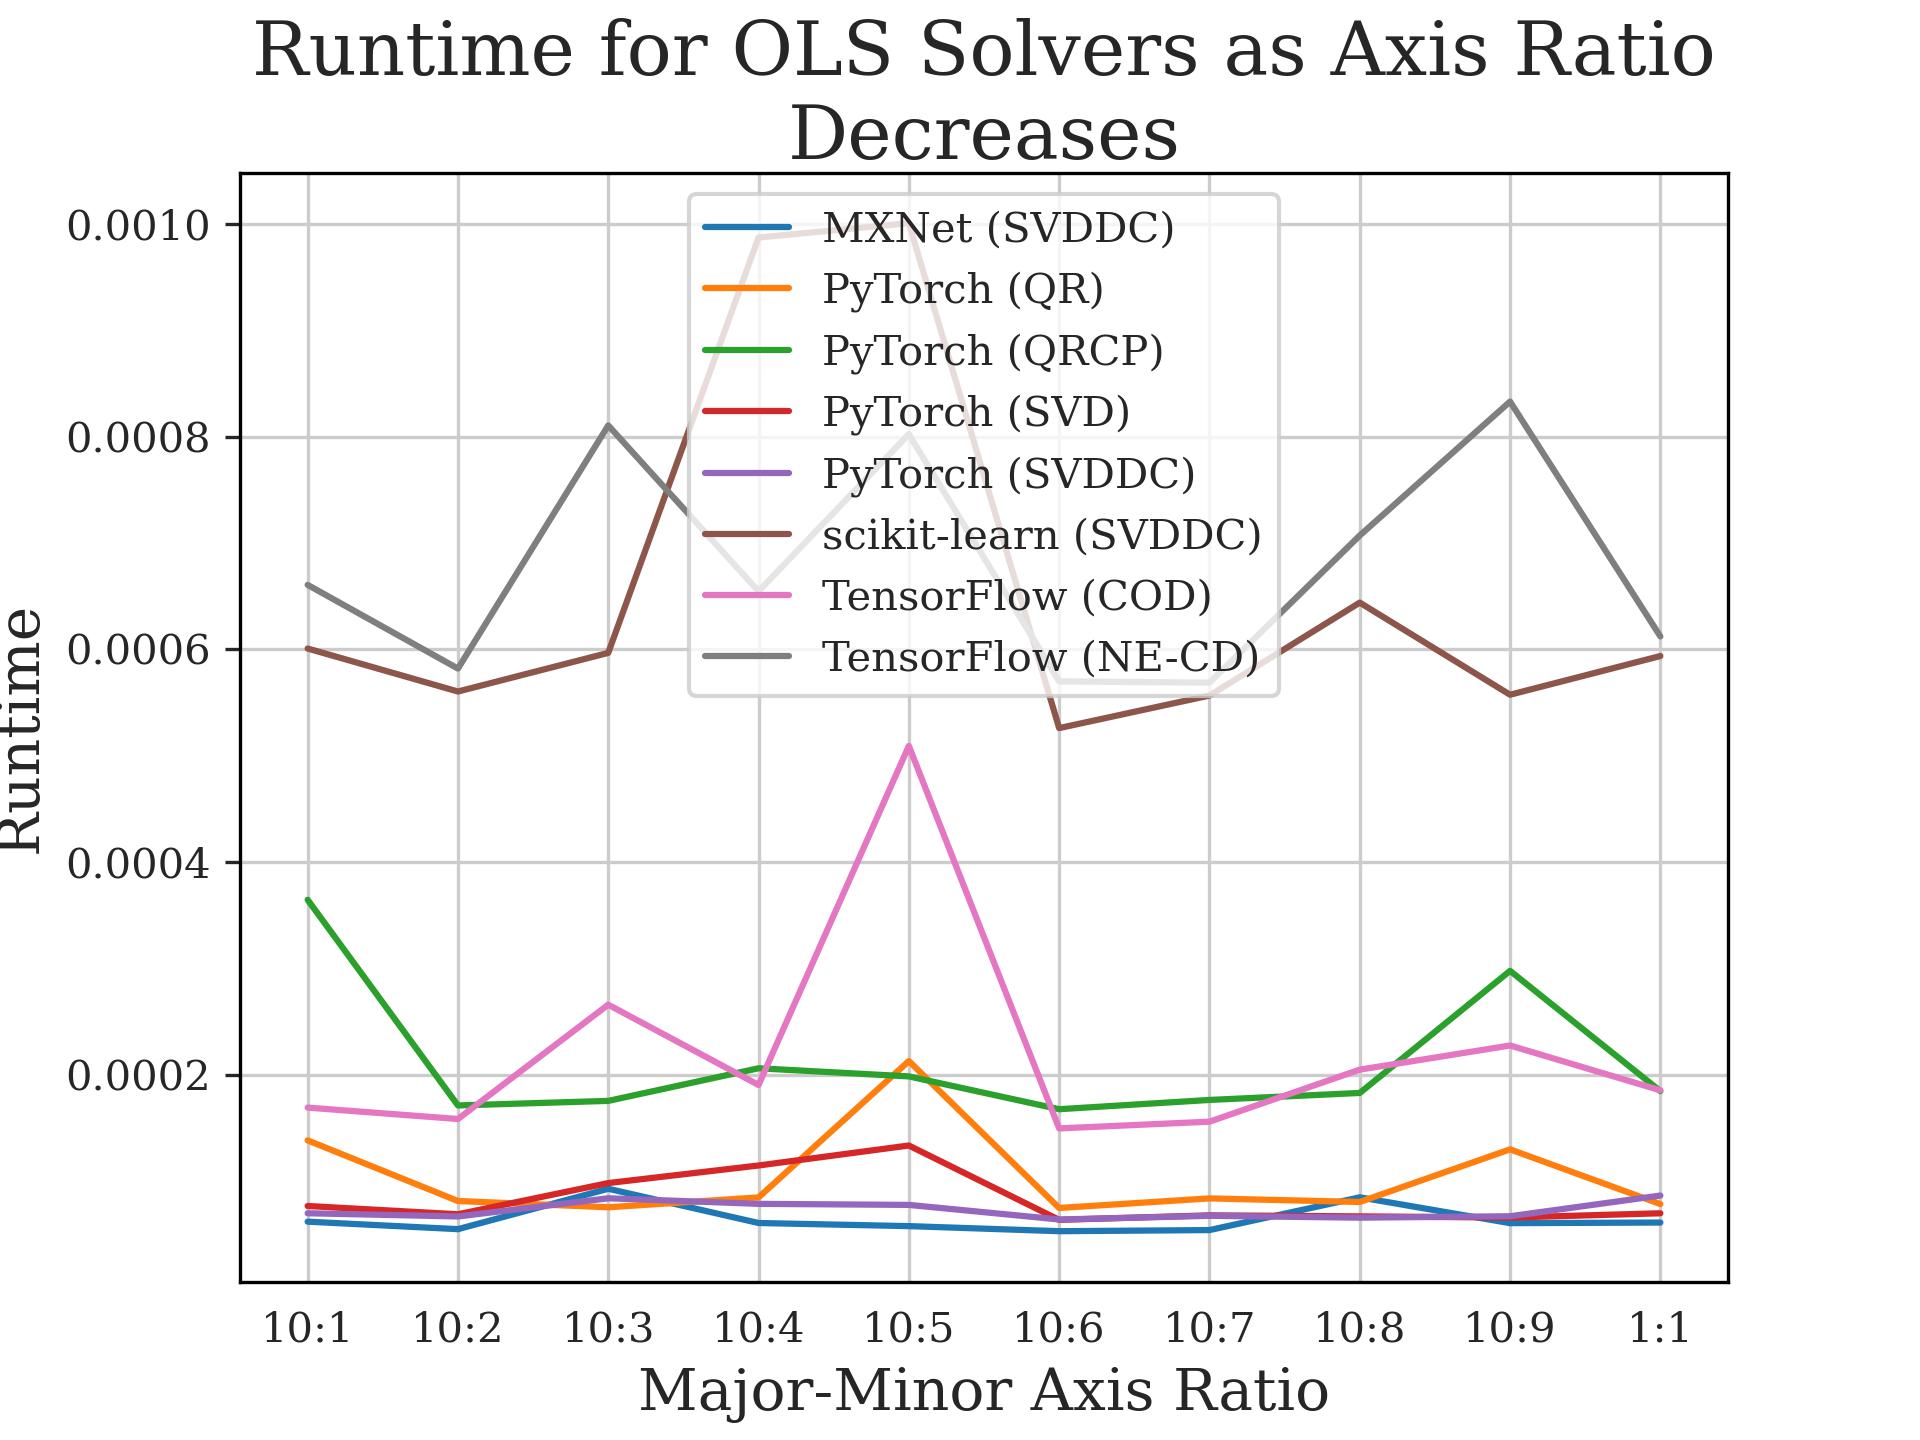 Runtime for OLS Solvers as Axis Ratio
Decreases
0.0010
0.0008
0.0006
0.0004
0.0002
Runtime
MXNet (SVDDC)
PyTorch (QR)
PyTorch (QRCP)
PyTorch (SVD)
PyTorch (SVDDC)
scikit-learn (SVDDC)
TensorFlow (COD)
TensorFlow (NE-CD)
10:1 10:2 10:3 10:4 10:5 10:6 10:7 10:8 10:9 1:1
Major-Minor Axis Ratio